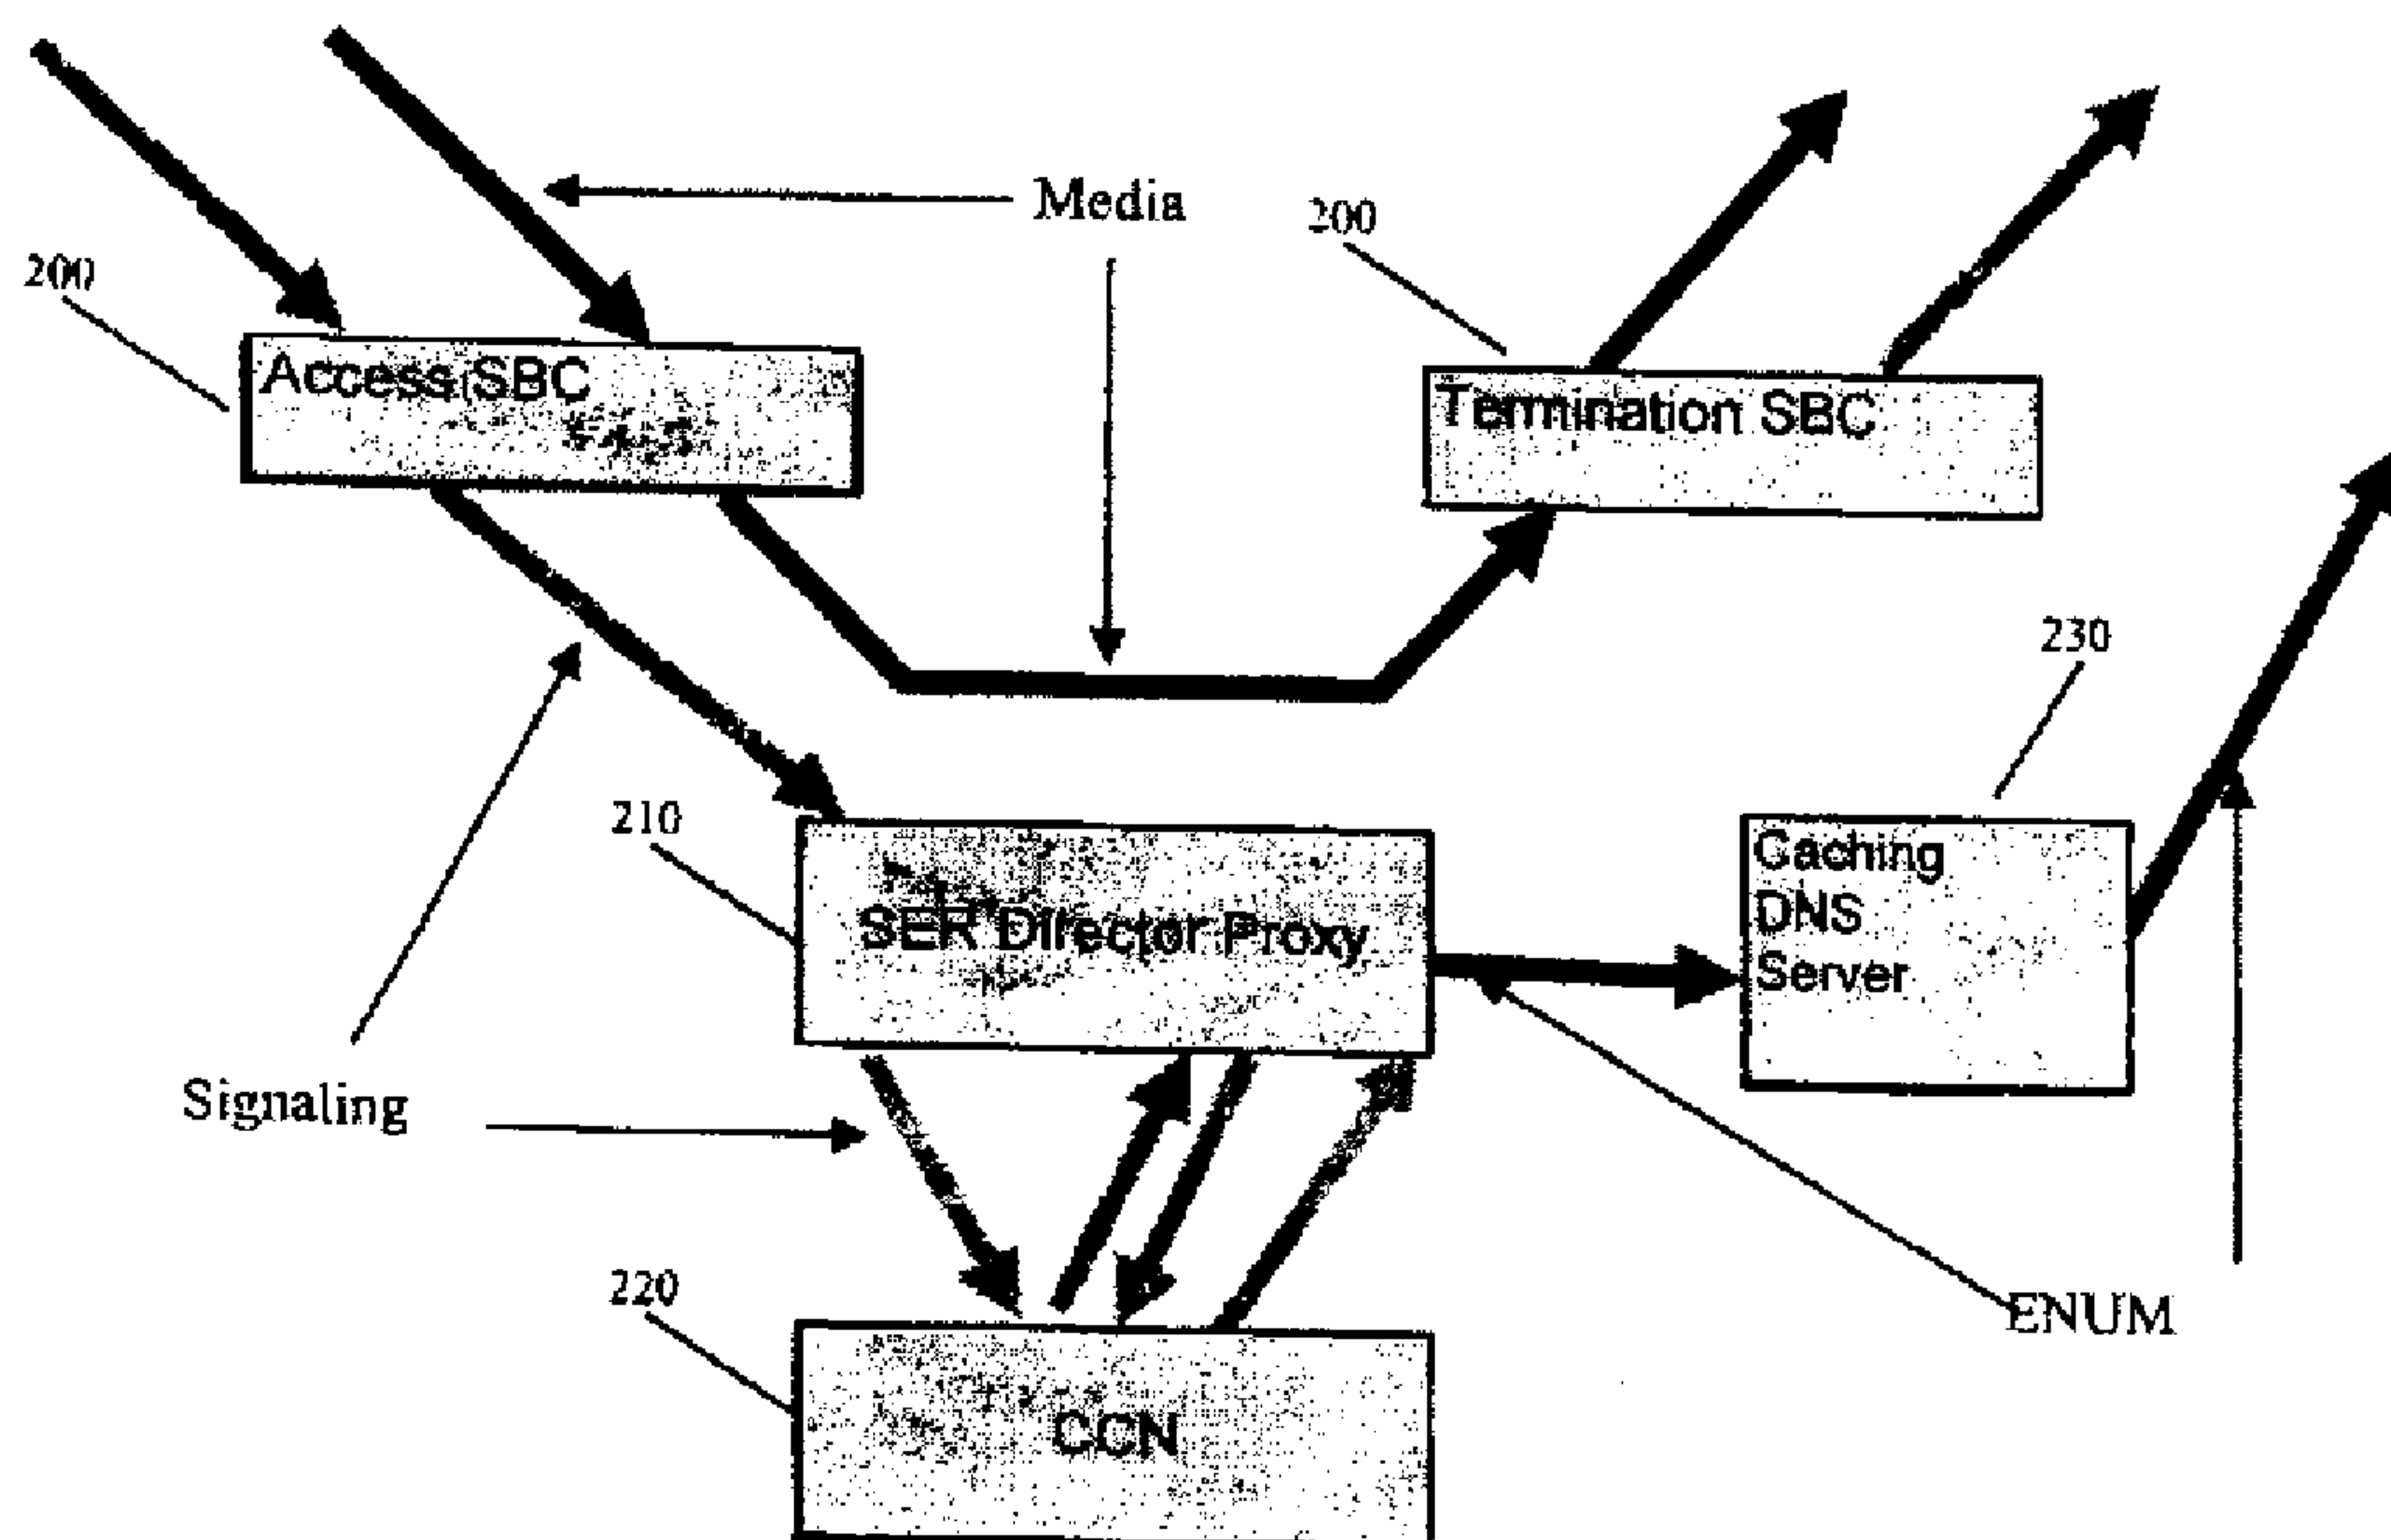 Media
200
200
Access SBC
Termination SBC
230
210
Caching
DNS
Server
SER Director Proxy
Signaling
220
ENUM
CCN